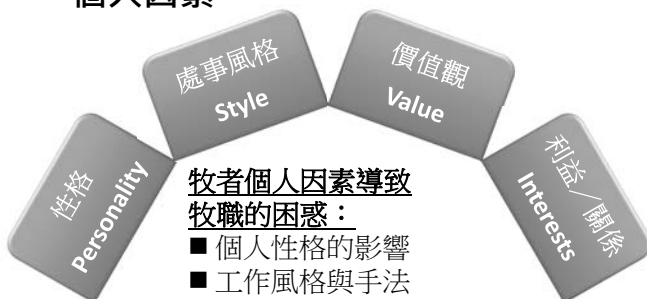 個人因素
處事風格
Style
價值觀
Value
性格
Personality
利益／關係
Interests
牧者個人因素導致
牧職的困惑：
■ 個人性格的影響
■ 工作風格與手法